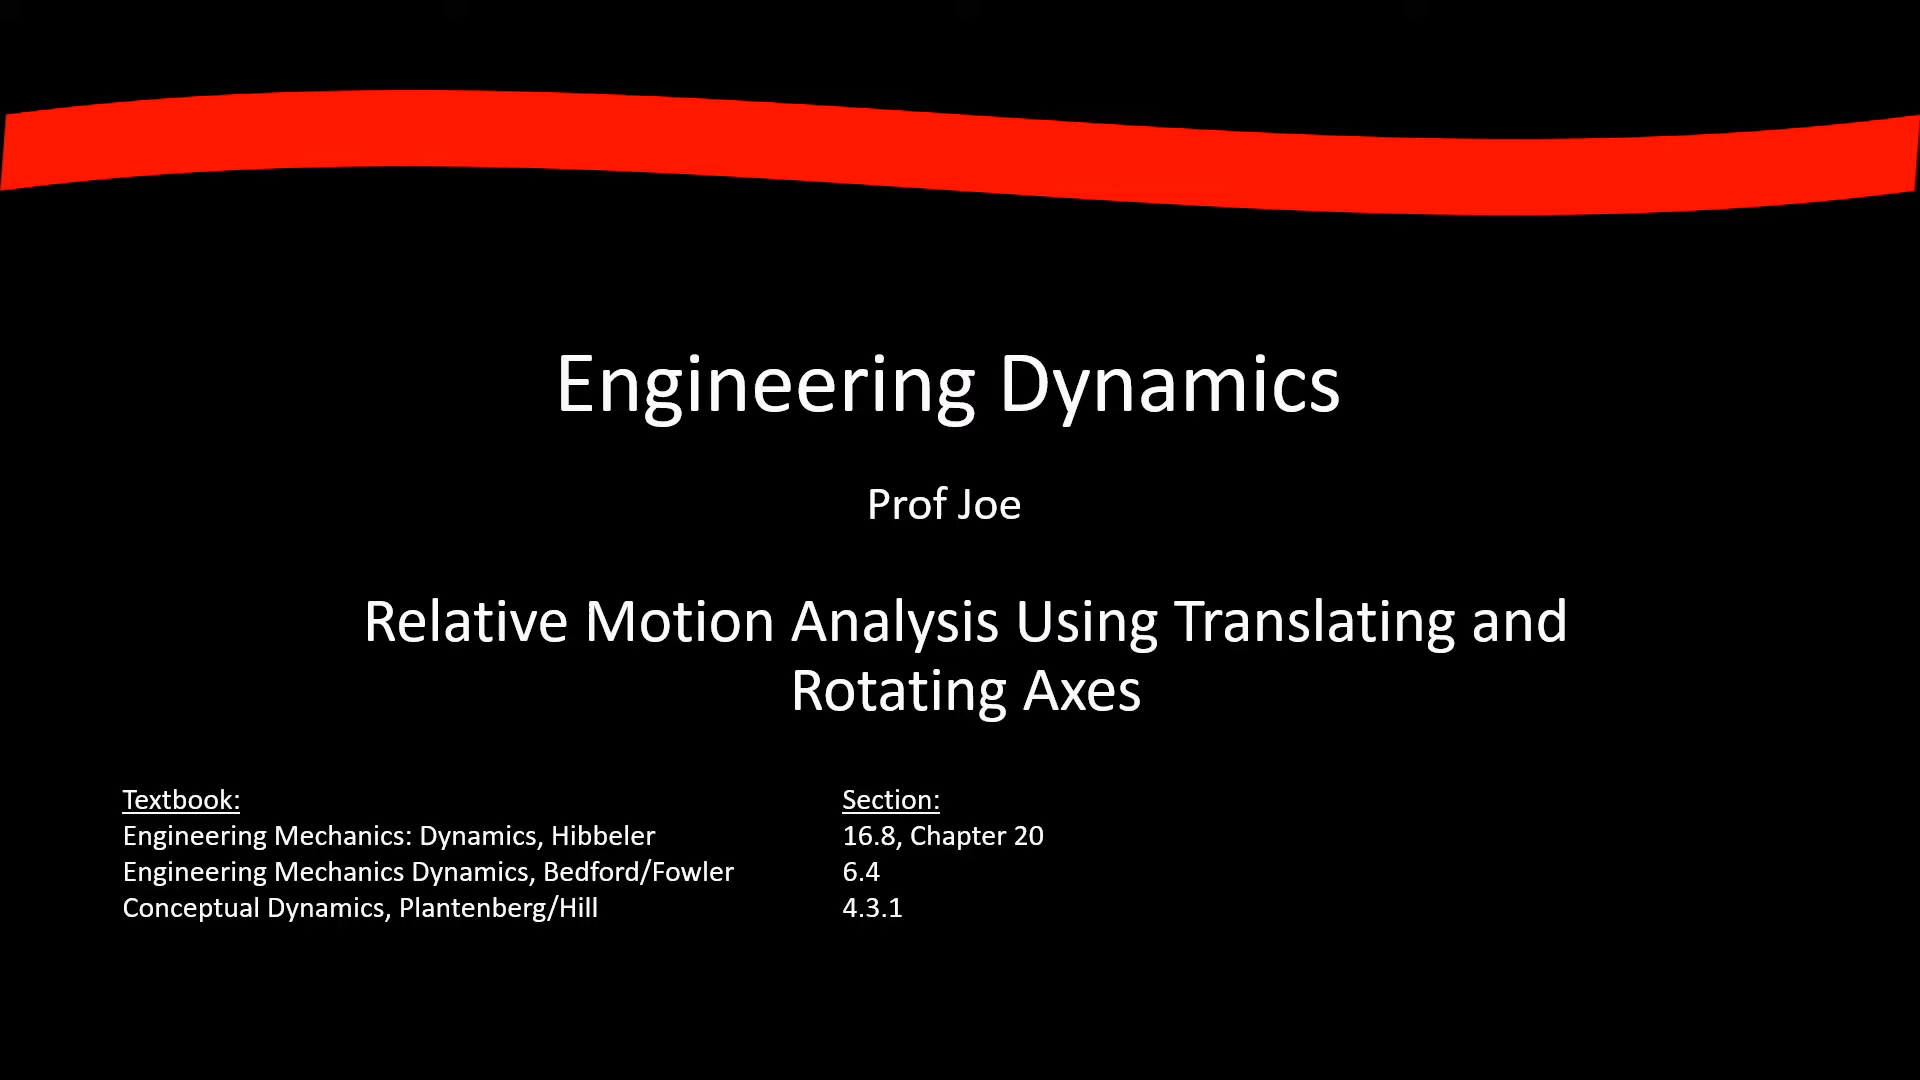 Engineering Dynamics
Prof Joe
Relative Motion Analysis Using Translating and
Rotating Axes
Textbook: Section:
Engineering Mechanics: Dynamics, Hibbeler 16.8, Chapter 20
Engineering Mechanics Dynamics, Bedford/Fowler 6.4
Conceptual Dynamics, Plantenberg/Hill 4.3.1